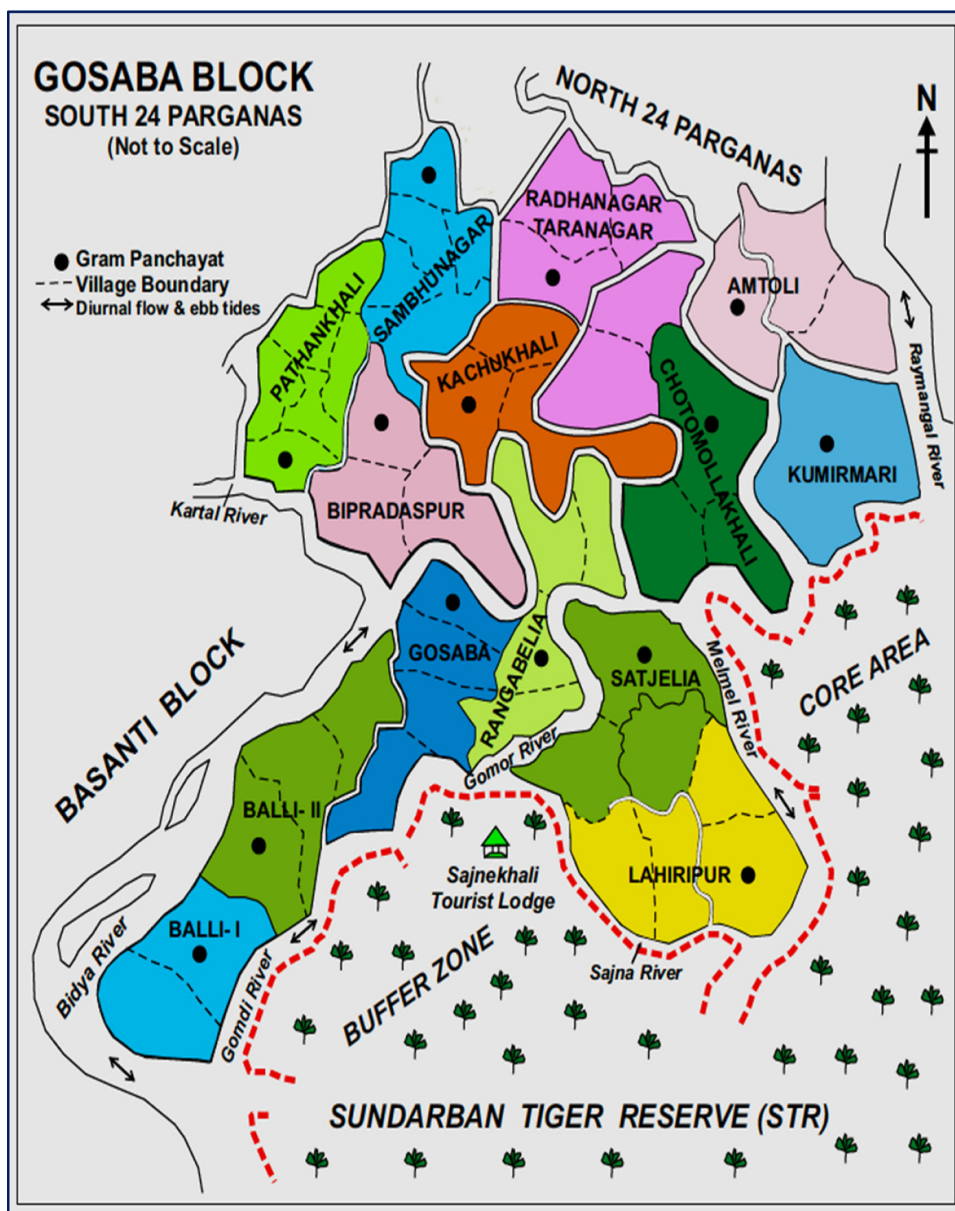 GOSABA BLOCK
SOUTH 24 PARGANAS
(Not to Scale)
NORTH 24 PARGANAS
N
Gram Panchayat
Village Boundary
Diurnal flow & ebb tides
RADHANAGAR
TARANAGAR
SAMBHUNAGAR
PATHANKHALI
AMTOLI
KACHUKHALI
CHOTOMOLLAKHALI
Raymangal River
KUMIRMARI
Kartal River
BIPRADASPUR
GOSABA
RANGABELIA
SATJELIA
Melmel River
CORE AREA
BASANTI BLOCK
Gomor River
BALLI- II
Sajnekhali
Tourist Lodge
LAHIRIPUR
BALLI- I
Bidya River
Gomdi River
BUFFER ZONE
Sajna River
SUNDARBAN TIGER RESERVE (STR)